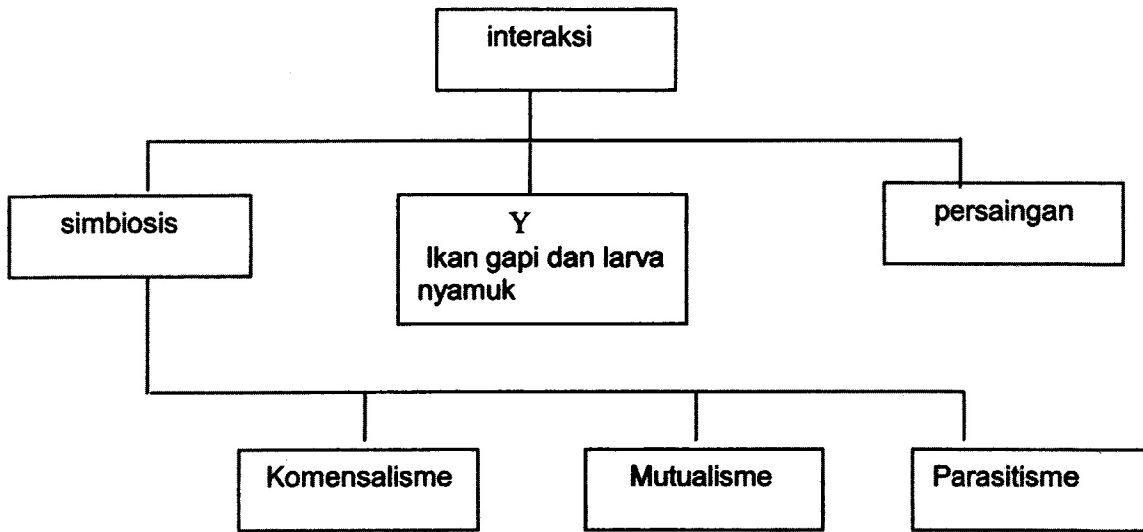 interaksi
simbiosis
Y
Ikan gapi dan larva
nyamuk
persaingan
Komensalisme
Mutualisme
Parasitisme